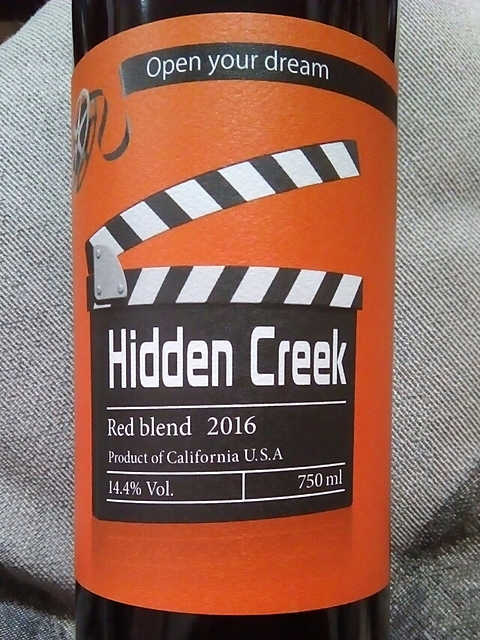 Open your dream
Hidden Creek
Red blend 2016
Product of California U.S.A
14.4% Vol. 750 ml